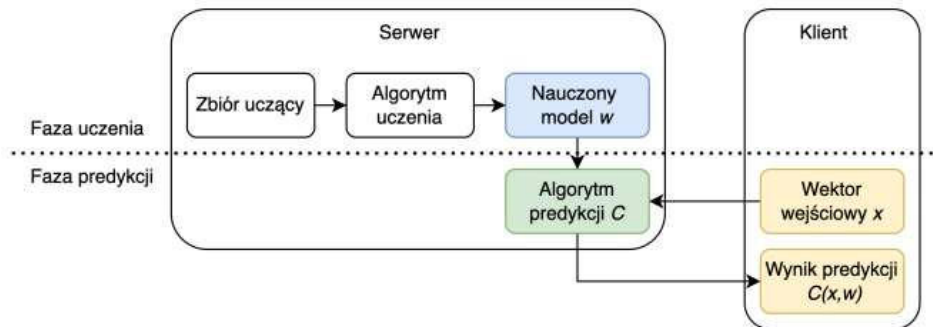 Serwer
Klient
Zbiór uczący
Algorytm
uczenia
Nauczony
model w
Faza uczenia
Faza predykcji
Algorytm
predykcji C
Wektor
wejściowy x
Wynik predykcji
C(x,w)